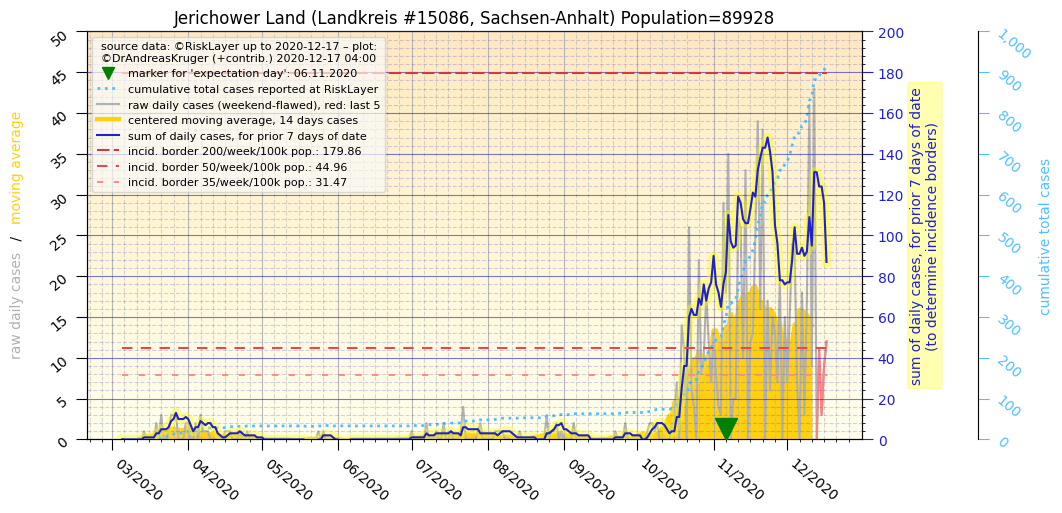 Jerichower Land (Landkreis #15086, Sachsen-Anhalt) Population=89928
source data: ©RiskLayer up to 2020-12-17 – plot:
©DrAndreasKruger (+contrib.) 2020-12-17 04:00
marker for 'expectation day': 06.11.2020
cumulative total cases reported at RiskLayer
raw daily cases (weekend-flawed), red: last 5
centered moving average, 14 days cases
sum of daily cases, for prior 7 days of date
incid. border 200/week/100k pop.: 179.86
incid. border 50/week/100k pop.: 44.96
incid. border 35/week/100k pop.: 31.47
raw daily cases / moving average
50
45
40
35
30
25
20
15
10
5
0
03/2020
04/2020
05/2020
06/2020
07/2020
08/2020
09/2020
10/2020
11/2020
12/2020
200
180
160
140
120
100
80
60
40
20
0
sum of daily cases, for prior 7 days of date
(to determine incidence borders)
1,000
900
800
700
600
500
400
300
200
100
0
cumulative total cases